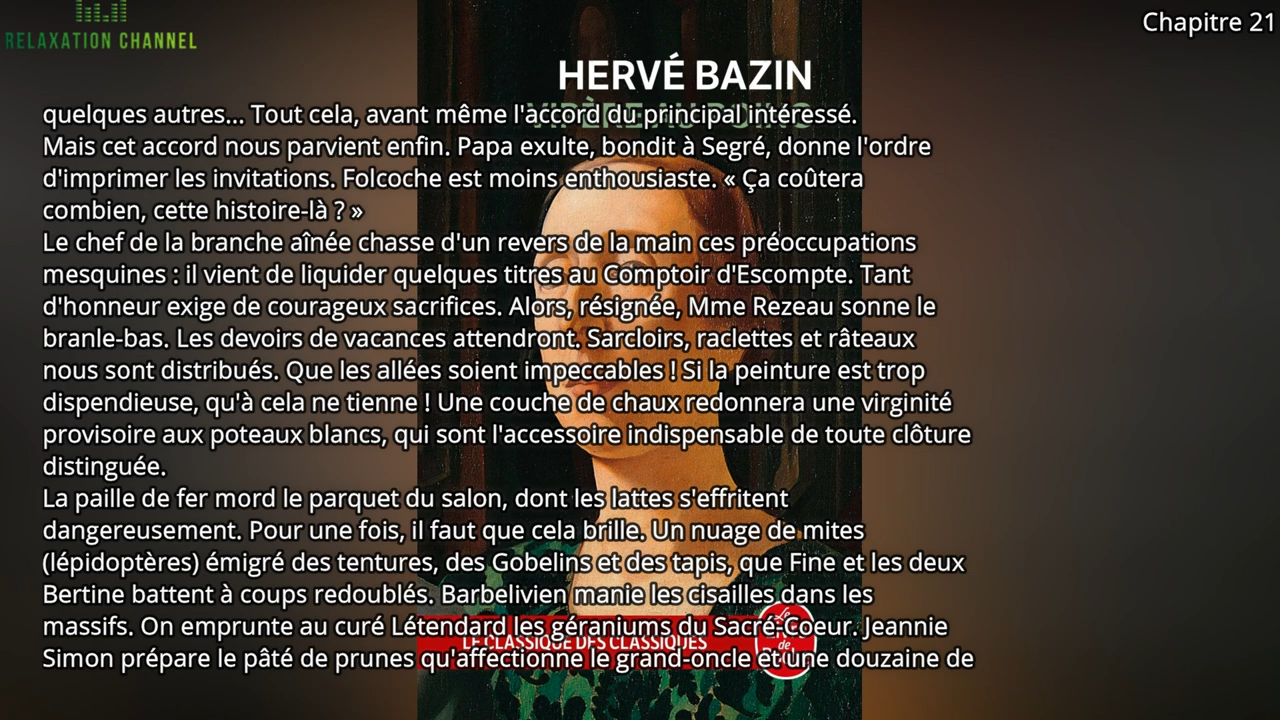 RELAXATION CHANNEL
Chapitre 21
HERVÉ BAZIN
VIPÈRE AU POING
quelques autres... Tout cela, avant même l'accord du principal intéressé.
Mais cet accord nous parvient enfin. Papa exulte, bondit à Segré, donne l'ordre
d'imprimer les invitations. Folcoche est moins enthousiaste. « Ça coûtera
combien, cette histoire-là ? »
Le chef de la branche aînée chasse d'un revers de la main ces préoccupations
mesquines : il vient de liquider quelques titres au Comptoir d'Escompte. Tant
d'honneur exige de courageux sacrifices. Alors, résignée, Mme Rezeau sonne le
branle-bas. Les devoirs de vacances attendront. Sarcloirs, raclettes et râteaux
nous sont distribués. Que les allées soient impeccables ! Si la peinture est trop
dispendieuse, qu'à cela ne tienne ! Une couche de chaux redonnera une virginité
provisoire aux poteaux blancs, qui sont l'accessoire indispensable de toute clôture
distinguée.
La paille de fer mord le parquet du salon, dont les lattes s'effritent
dangereusement. Pour une fois, il faut que cela brille. Un nuage de mites
(lépidoptères) émigré des tentures, des Gobelins et des tapis, que Fine et les deux
Bertine battent à coups redoublés. Barbelivien manie les cisailles dans les
massifs. On emprunte au curé Létendard les géraniums du Sacré-Coeur. Jeannie
LE CLASSIQUE DES CLASSIQUES
Simon prépare le pâté de prunes qu'affectionne le grand-oncle et une douzaine de